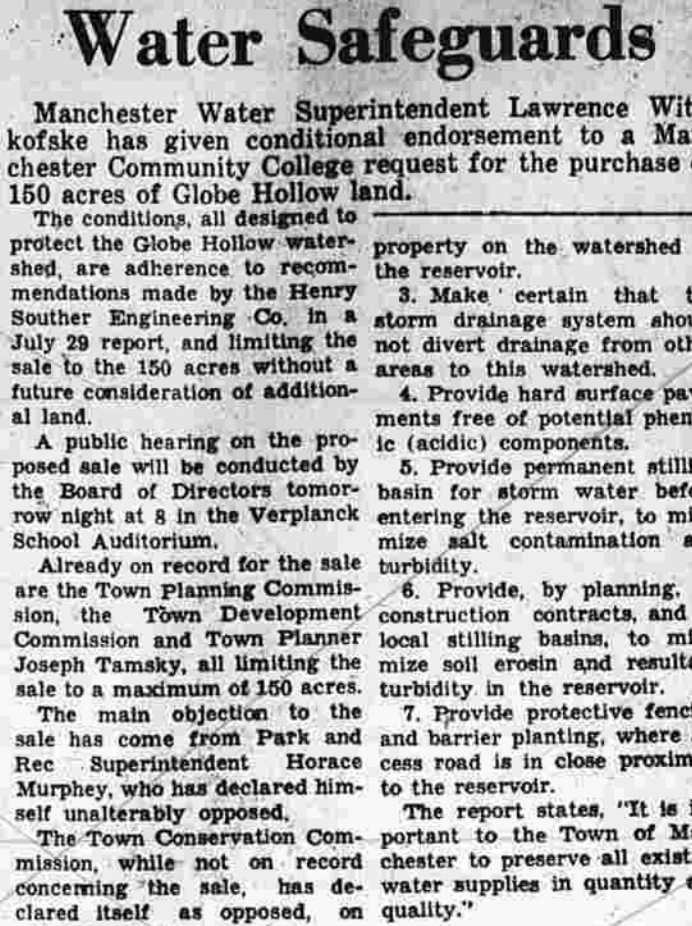 Water Safeguards
Manchester Water Superintendent Lawrence Wit
kofske has given conditional endorsement to a Ma
chester Community College request for the purchase
150 acres of Globe Hollow land.
The conditions, all designed to
protect the Globe Hollow water-
shed, are adherence to recom-
mendations made by the Henry
Souther Engineering Co. in a
July 29 report, and limiting the
sale to the 150 acres without a
future consideration of addition-
al land.
A public hearing on the pro-
posed sale will be conducted by
the Board of Directors tomor-
row night at 8 in the Verplanck
School Auditorium.
Already on record for the sale
are the Town Planning Commis-
sion, the Town Development
Commission and Town Planner
Joseph Tamsky, all limiting the
sale to a maximum of 150 acres.
The main objection to the
sale has come from Park and
Rec Superintendent Horace
Murphey, who has declared him-
self unalterably opposed.
The Town Conservation Com-
mission, while not on record
concerning the sale, has de-
clared itself as opposed, on
property on the watershed
the reservoir.
3. Make certain that t
storm drainage system shou
not divert drainage from oth
areas to this watershed.
4. Provide hard surface pav
ments free of potential phen
ic (acidic) components.
5. Provide permanent stilli
basin for storm water befo
entering the reservoir, to mi
mize salt contamination a
turbidity.
6. Provide, by planning,
construction contracts, and
local stilling basins, to mi
mize soil erosin and resulta
turbidity in the reservoir.
7. Provide protective fenci
and barrier planting, where
cess road is in close proxim
to the reservoir.
The report states, "It is i
portant to the Town of Ma
chester to preserve all exist
water supplies in quantity
quality."